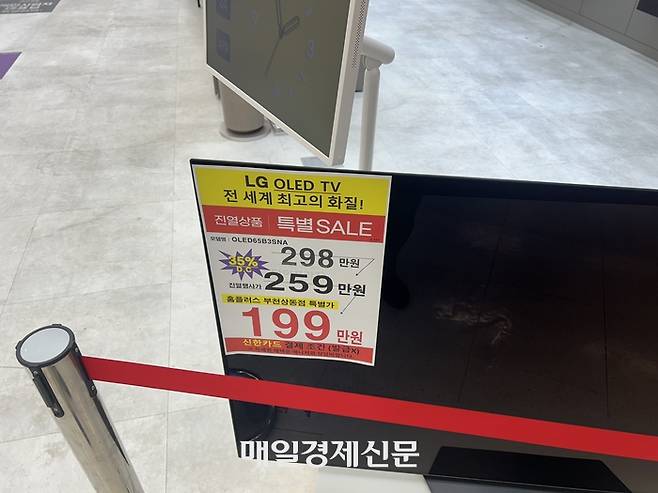 LG OLED TV
전 세계 최고의 화질!
진열상품 특별SALE
모델명 : OLED65B3SNA
35% D.C
298 만원
진열행사가 259 만원
홈플러스 부천상동점 특별가
199 만원
신한카드 결제 조건 (발급X)
매일경제신문